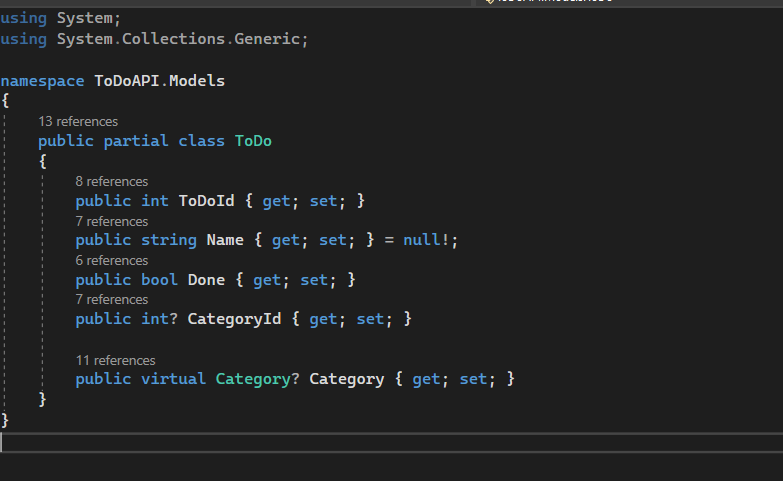 using System;
using System.Collections.Generic;
namespace ToDoAPI.Models
{
13 references
public partial class ToDo
{
8 references
public int ToDoId { get; set; }
7 references
public string Name { get; set; } = null!;
6 references
public bool Done { get; set; }
7 references
public int? CategoryId { get; set; }
11 references
public virtual Category? Category { get; set; }
}
}